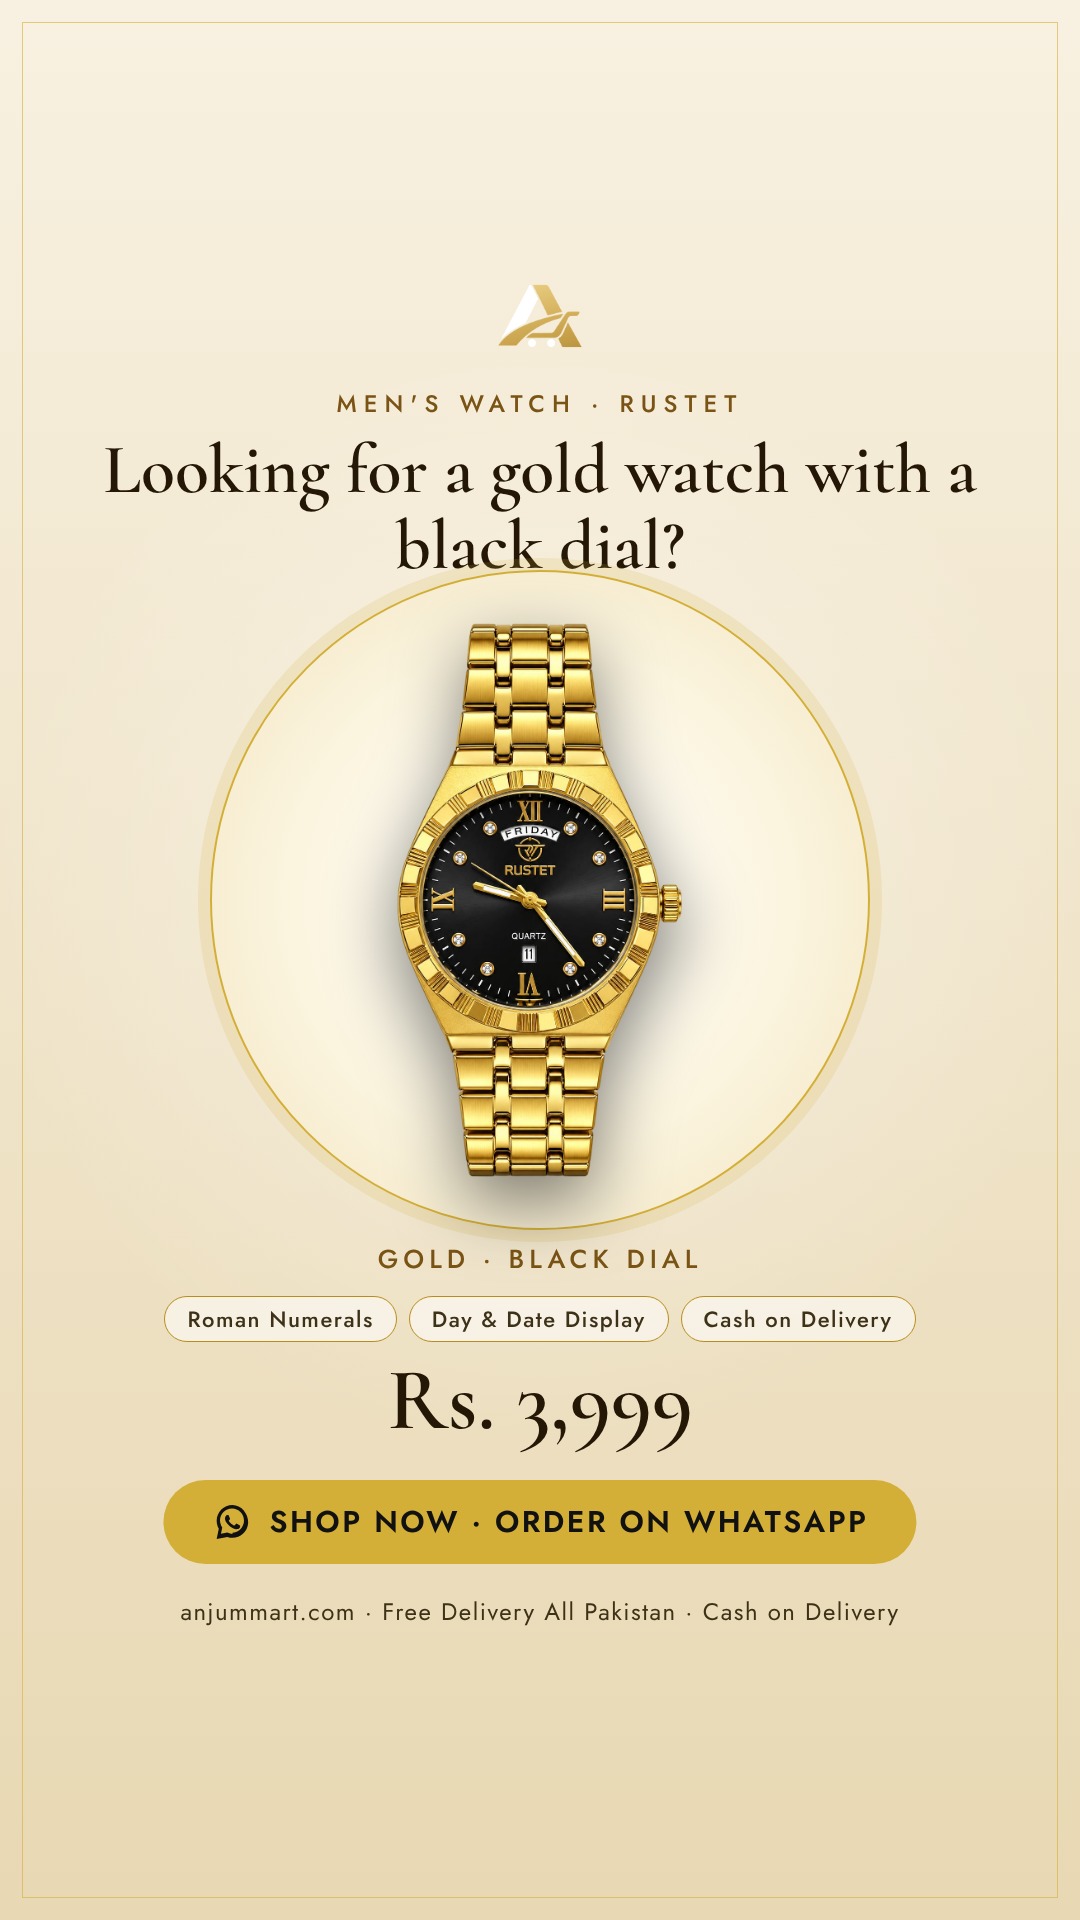 MEN'S WATCH · RUSTET
Looking for a gold watch with a
black dial?
XII
FRIDAY
RUSTET
IX
III
QUARTZ
11
VI
GOLD · BLACK DIAL
Roman Numerals
Day & Date Display
Cash on Delivery
Rs. 3,999
SHOP NOW · ORDER ON WHATSAPP
anjummart.com · Free Delivery All Pakistan · Cash on Delivery